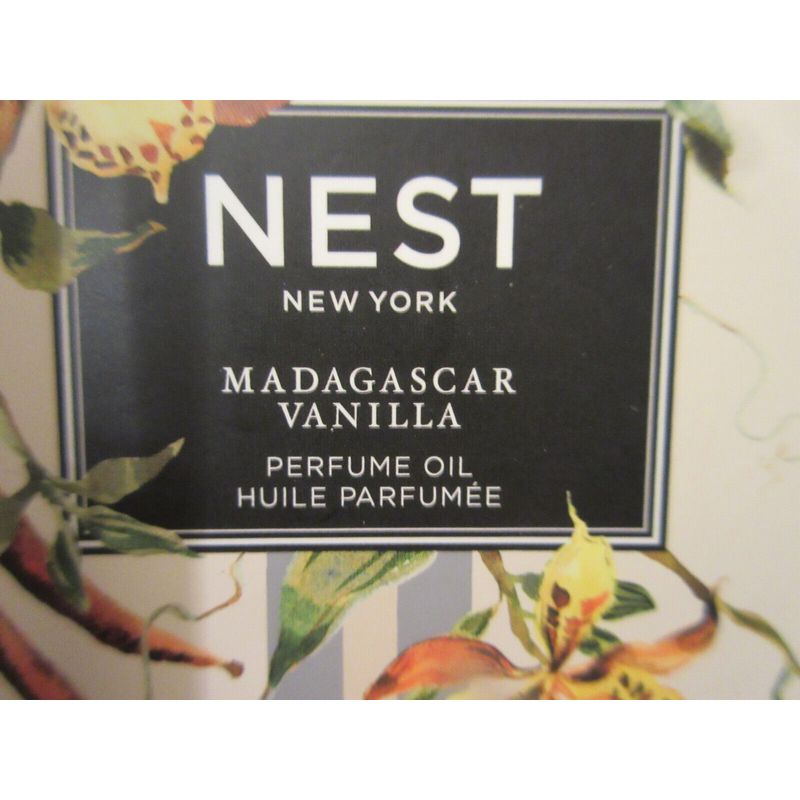 NEST
NEW YORK
MADAGASCAR
VANILLA
PERFUME OIL
HUILE PARFUMÉE